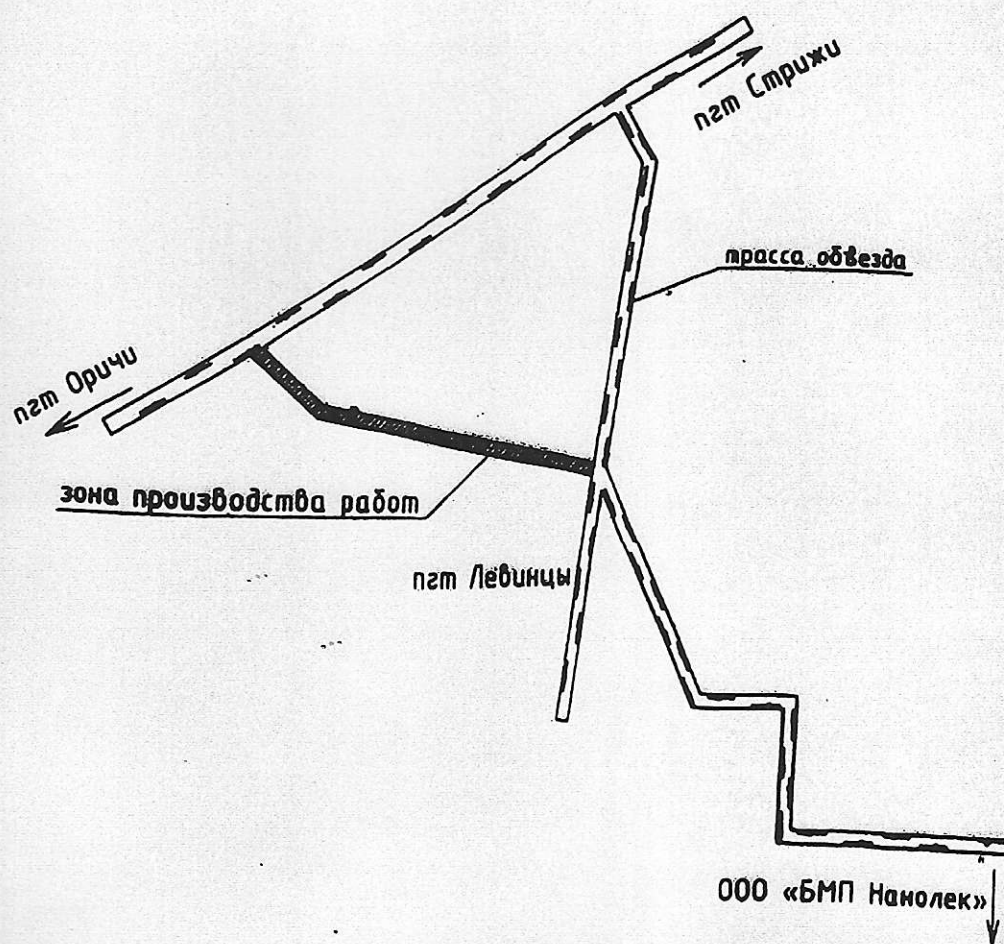 пгт Стрижи
трасса объезда
пгт Оричи
зона производства работ
пгт Левинцы
ООО «БМП Нанолек»